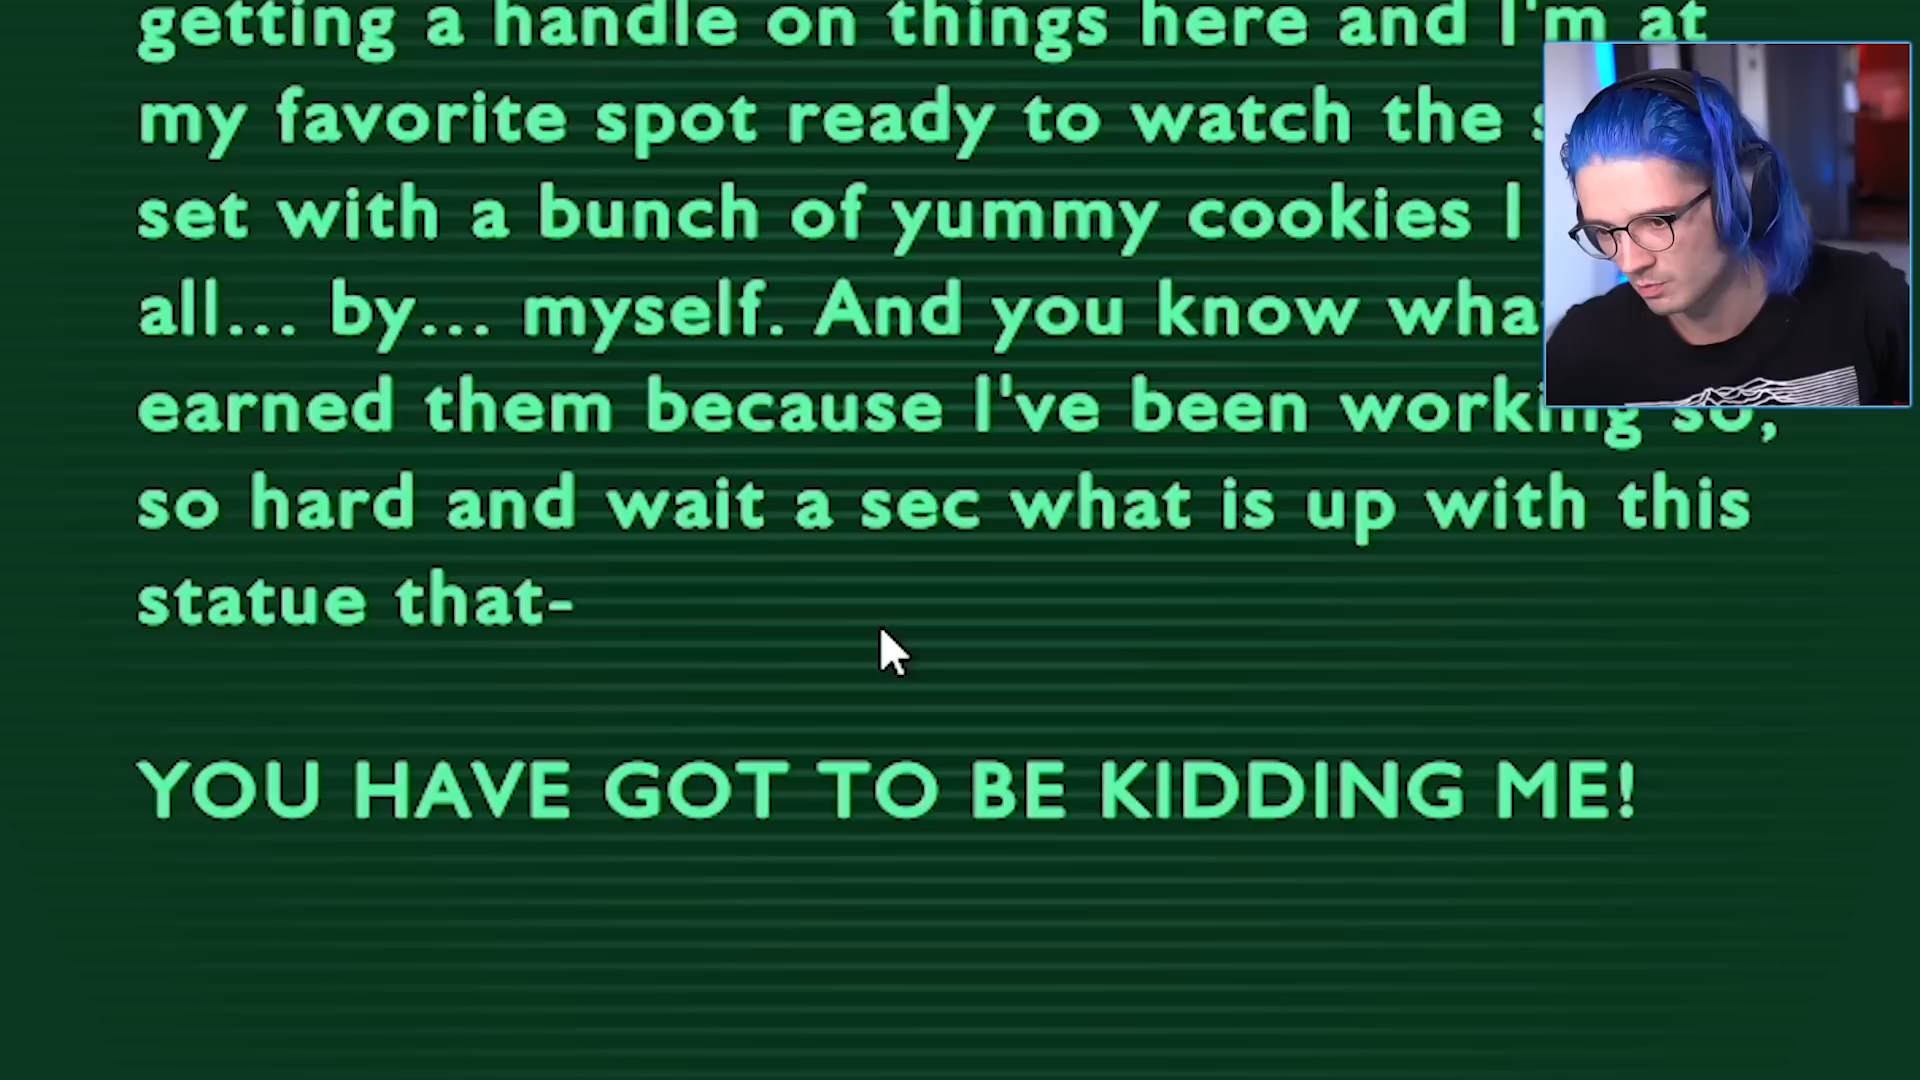 getting a handle on things here and I'm at
my favorite spot ready to watch the
set with a bunch of yummy cookies I
all... by... myself. And you know
earned them because I've been working so,
so hard and wait a sec what is up with this
statue that-
YOU HAVE GOT TO BE KIDDING ME!